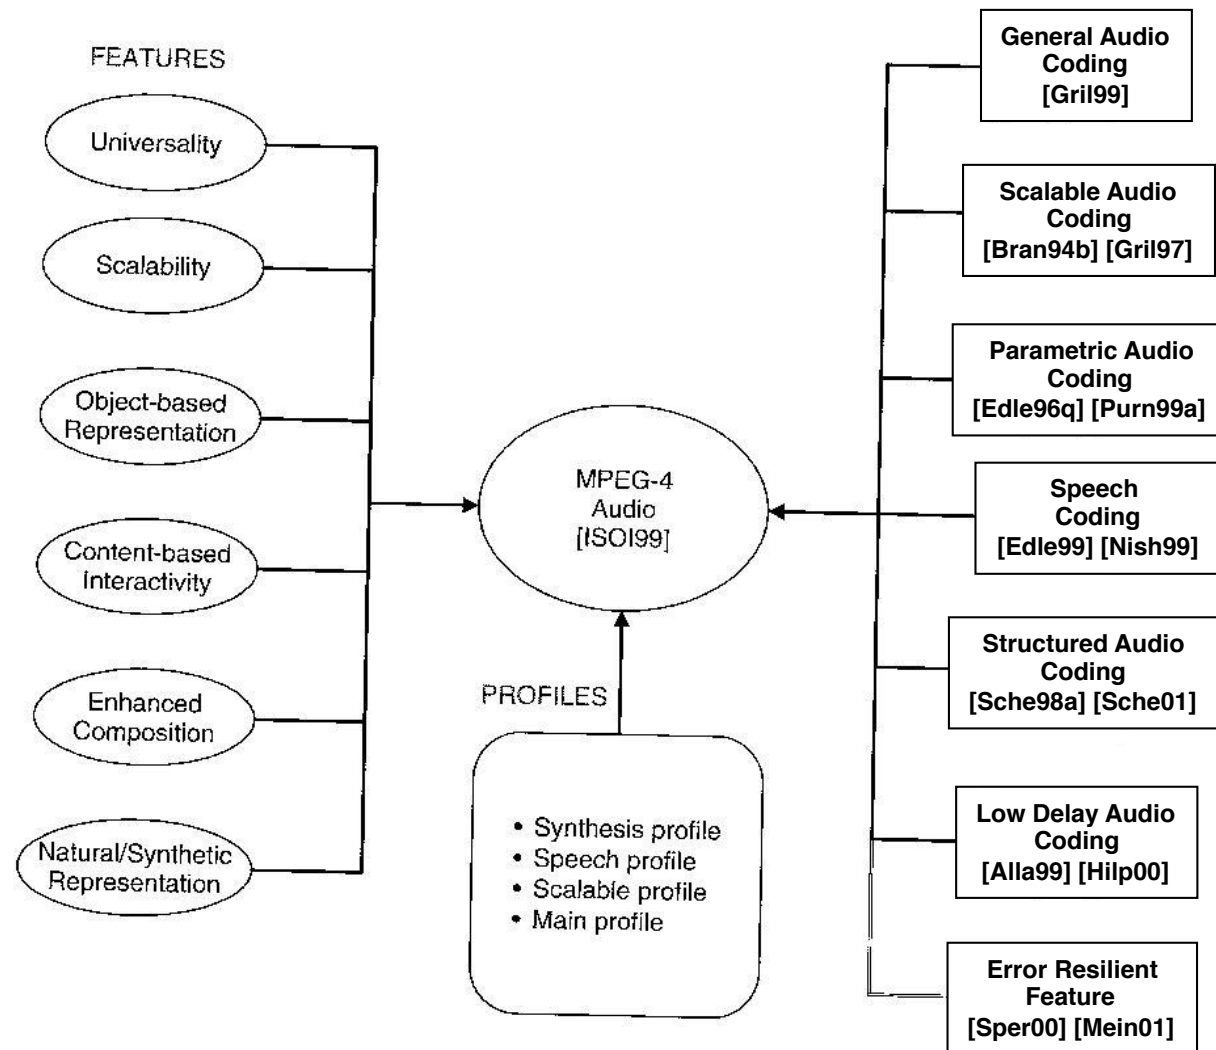 FEATURES
Universality
Scalability
Object-based
Representation
Content-based
Interactivity
Enhanced
Composition
Natural/Synthetic
Representation
MPEG-4
Audio
[ISOI99]
PROFILES
• Synthesis profile
• Speech profile
• Scalable profile
• Main profile
General Audio
Coding
[Gril99]
Scalable Audio
Coding
[Bran94b] [Gril97]
Parametric Audio
Coding
[Edle96q] [Purn99a]
Speech
Coding
[Edle99] [Nish99]
Structured Audio
Coding
[Sche98a] [Sche01]
Low Delay Audio
Coding
[Alla99] [Hilp00]
Error Resilient
Feature
[Sper00] [Mein01]